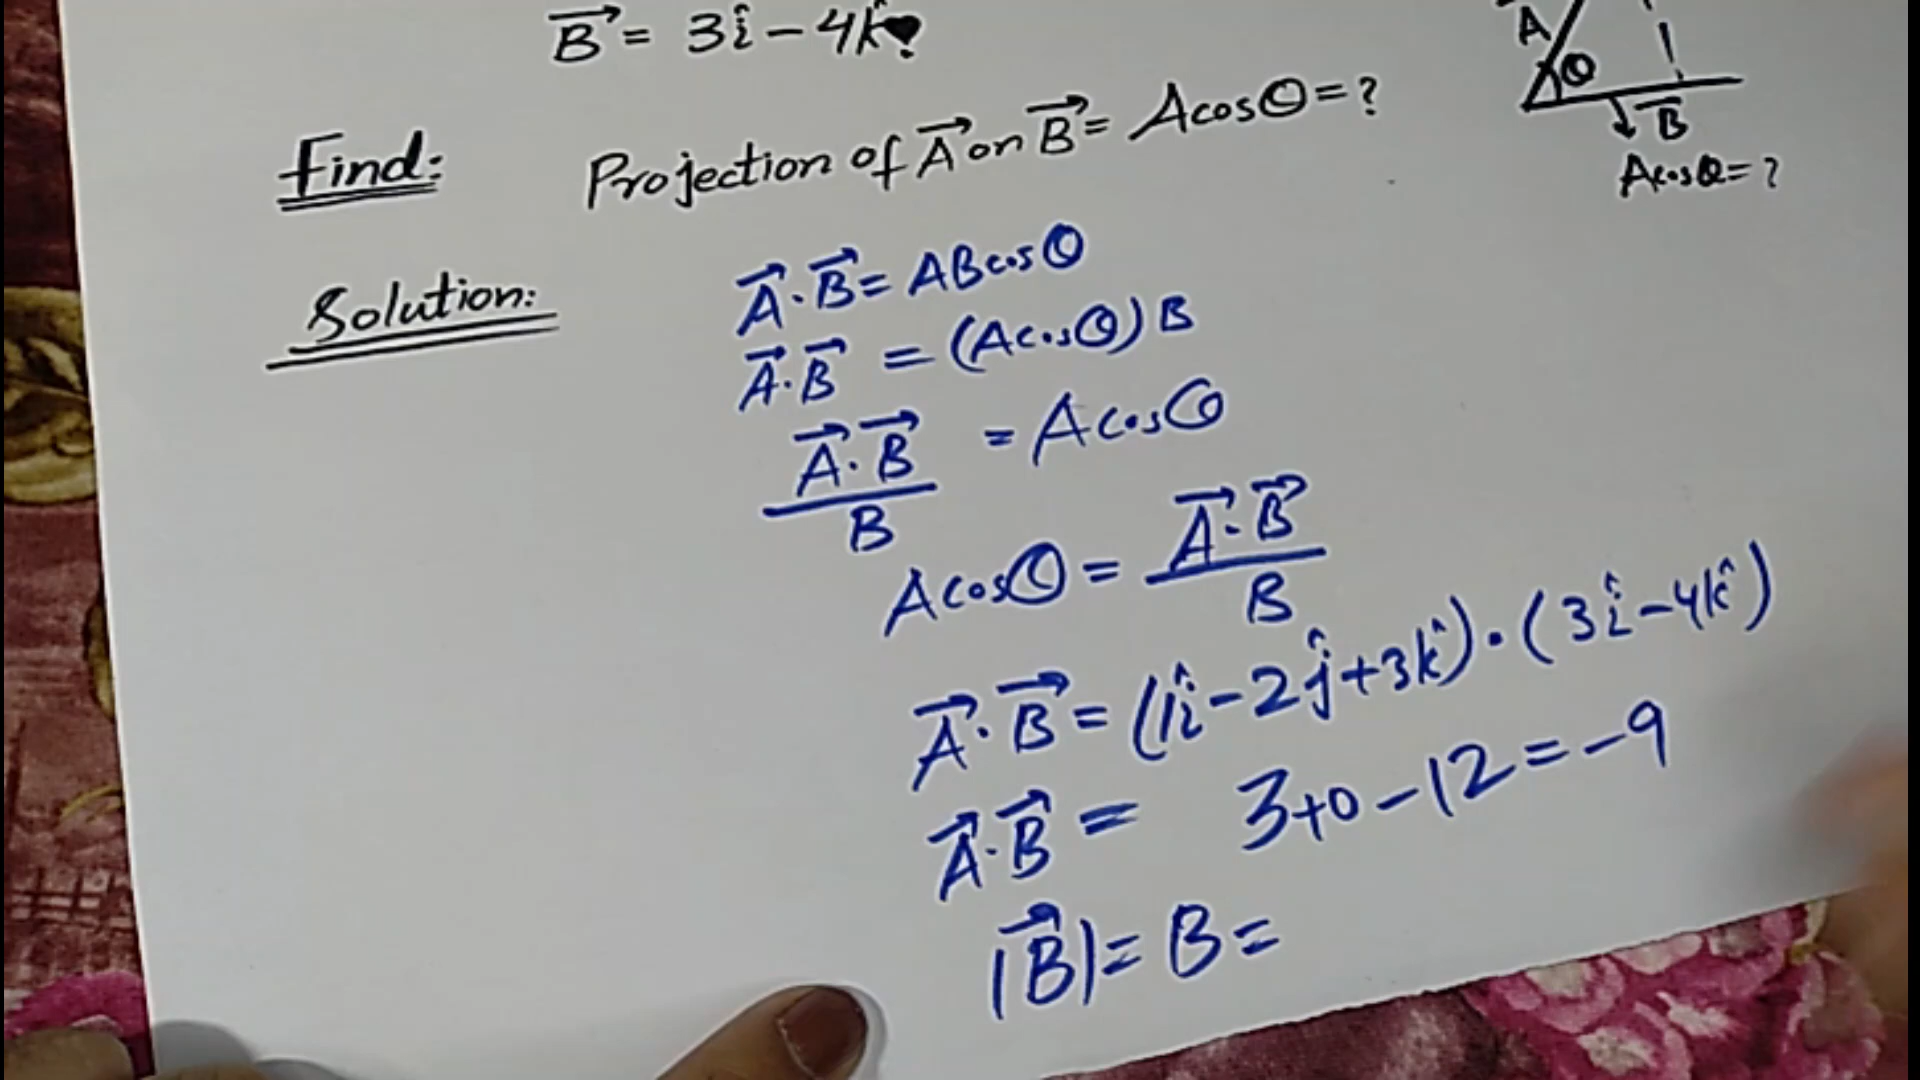 B⃗ = 3î - 4k̂
A
θ
B⃗
Acosθ = ?
Find: Projection of A⃗ on B⃗ = Acosθ = ?
Solution:
A⃗·B⃗ = ABcosθ
A⃗·B⃗ = (Acosθ)B
A⃗·B⃗/B = Acosθ
Acosθ = A⃗·B⃗/B
A⃗·B⃗ = (1î - 2ĵ + 3k̂)·(3î - 4k̂)
A⃗·B⃗ = 3+0-12 = -9
|B⃗| = B =